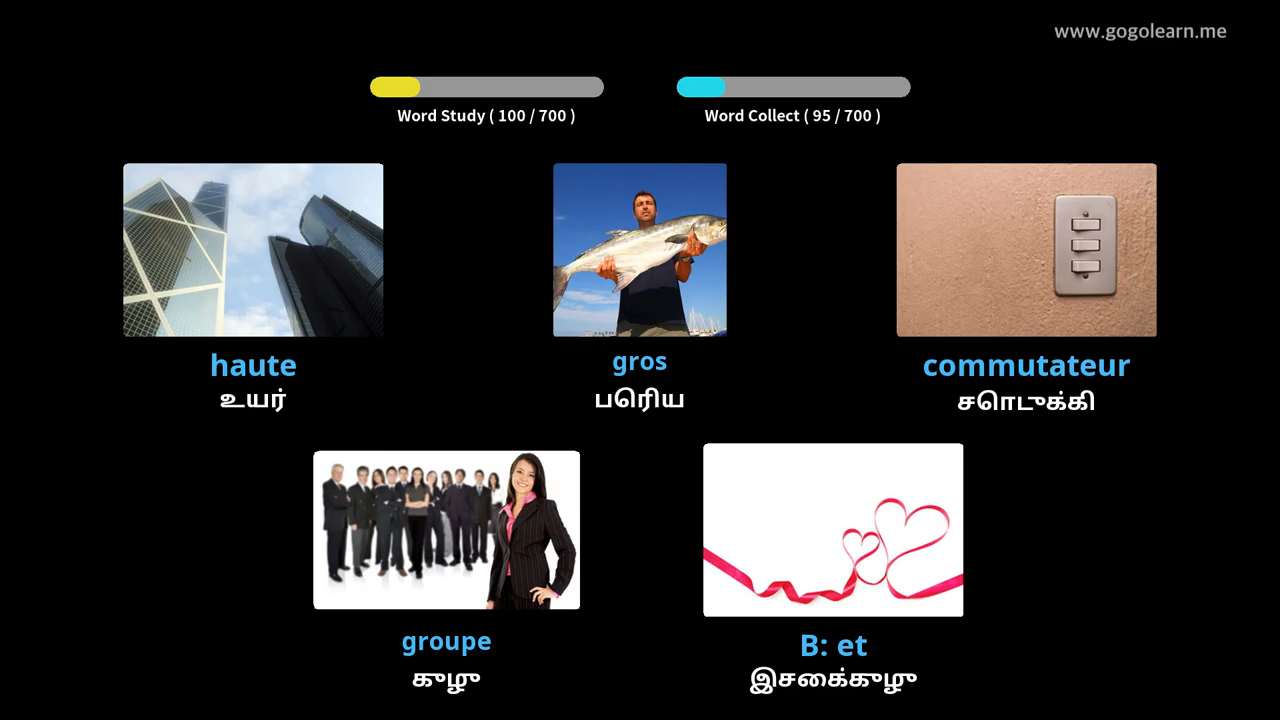 www.gogolearn.me
Word Study ( 100 / 700 )
Word Collect ( 95 / 700 )
haute
உயர்
gros
பெரிய
commutateur
சொடுக்கி
groupe
குழு
B: et
இசைக்குழு